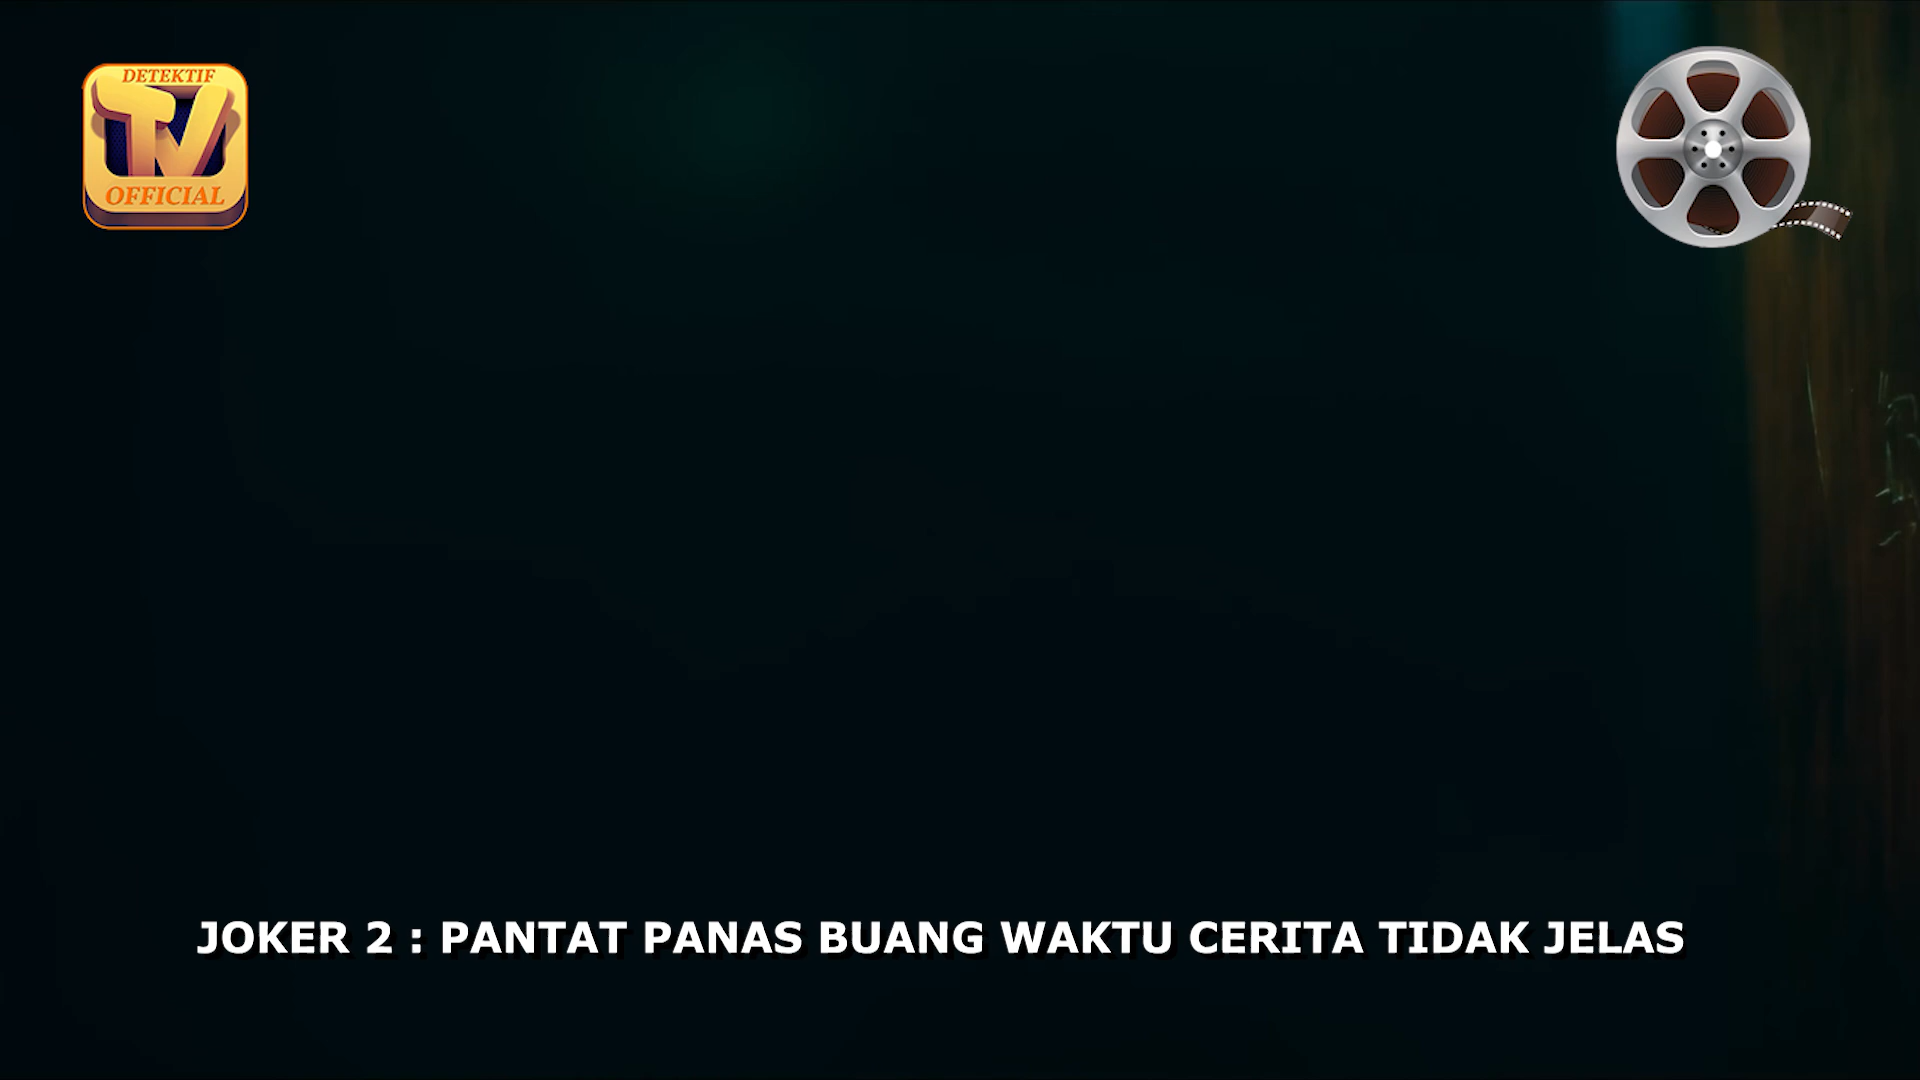 DETEKTIF
TV
OFFICIAL
JOKER 2 : PANTAT PANAS BUANG WAKTU CERITA TIDAK JELAS